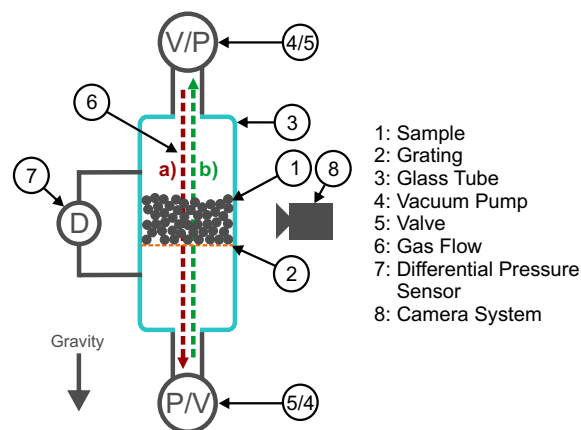 V/P
4/5
6
3
a)
b)
1
7
8
D
2
Gravity
P/V
5/4
1: Sample
2: Grating
3: Glass Tube
4: Vacuum Pump
5: Valve
6: Gas Flow
7: Differential Pressure
Sensor
8: Camera System